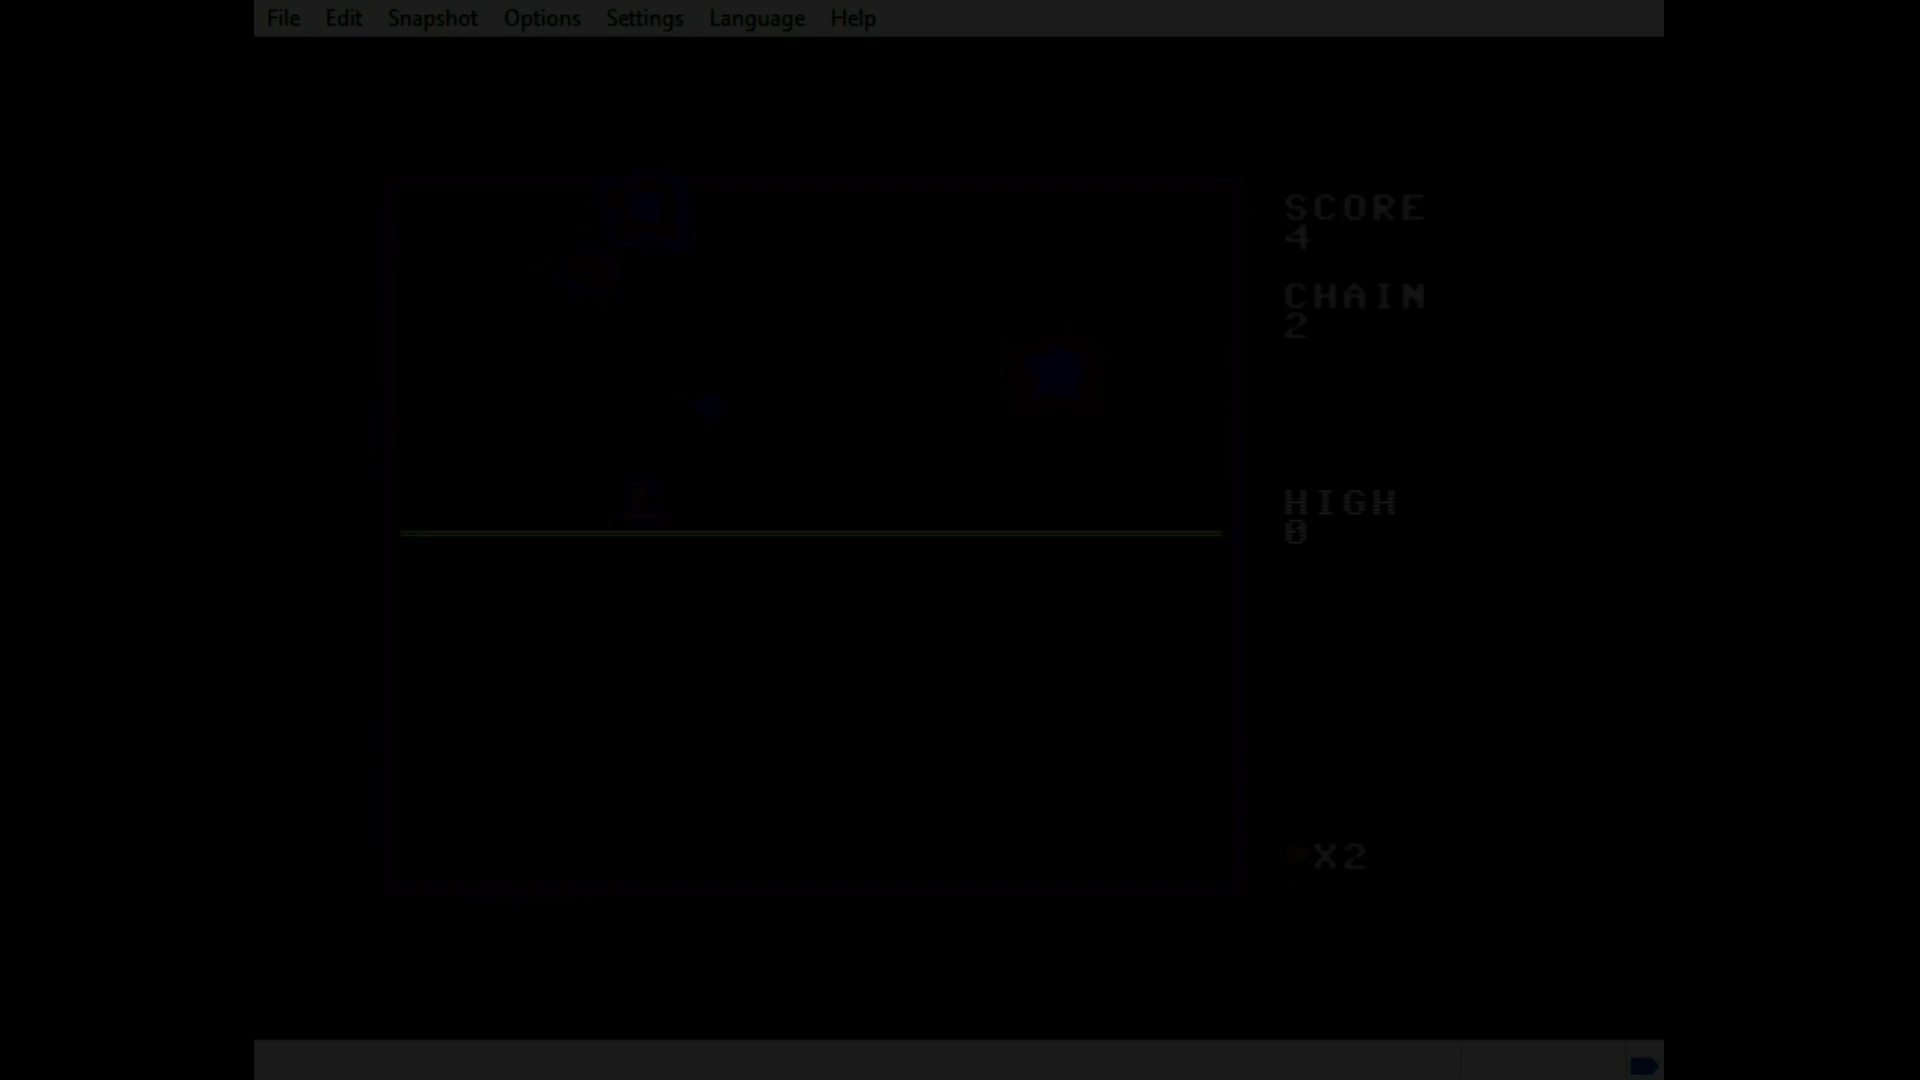 File Edit Snapshot Options Settings Language Help
SCORE
4
CHAIN
2
HIGH
0
X2